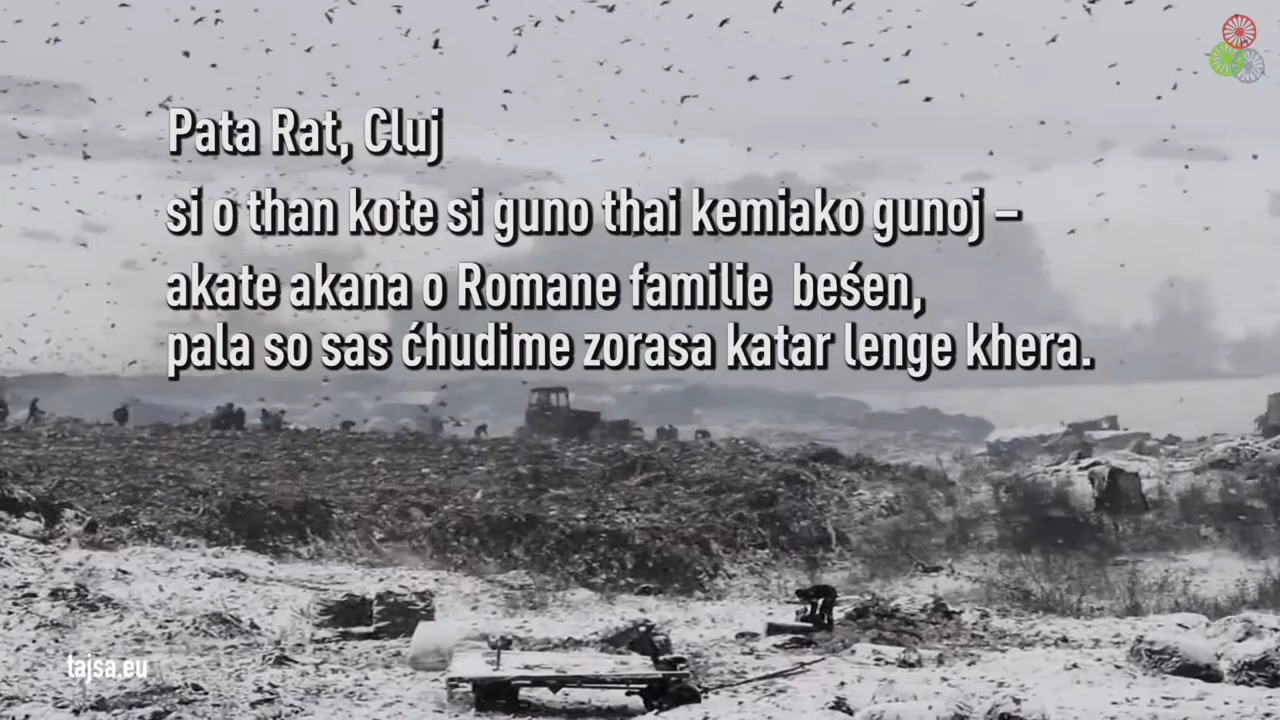 Pata Rat, Cluj
si o than kote si guno thai kemiako gunoj –
akate akana o Romane familie beśen,
pala so sas ćhudime zorasa katar lenge khera.
tajsa.eu